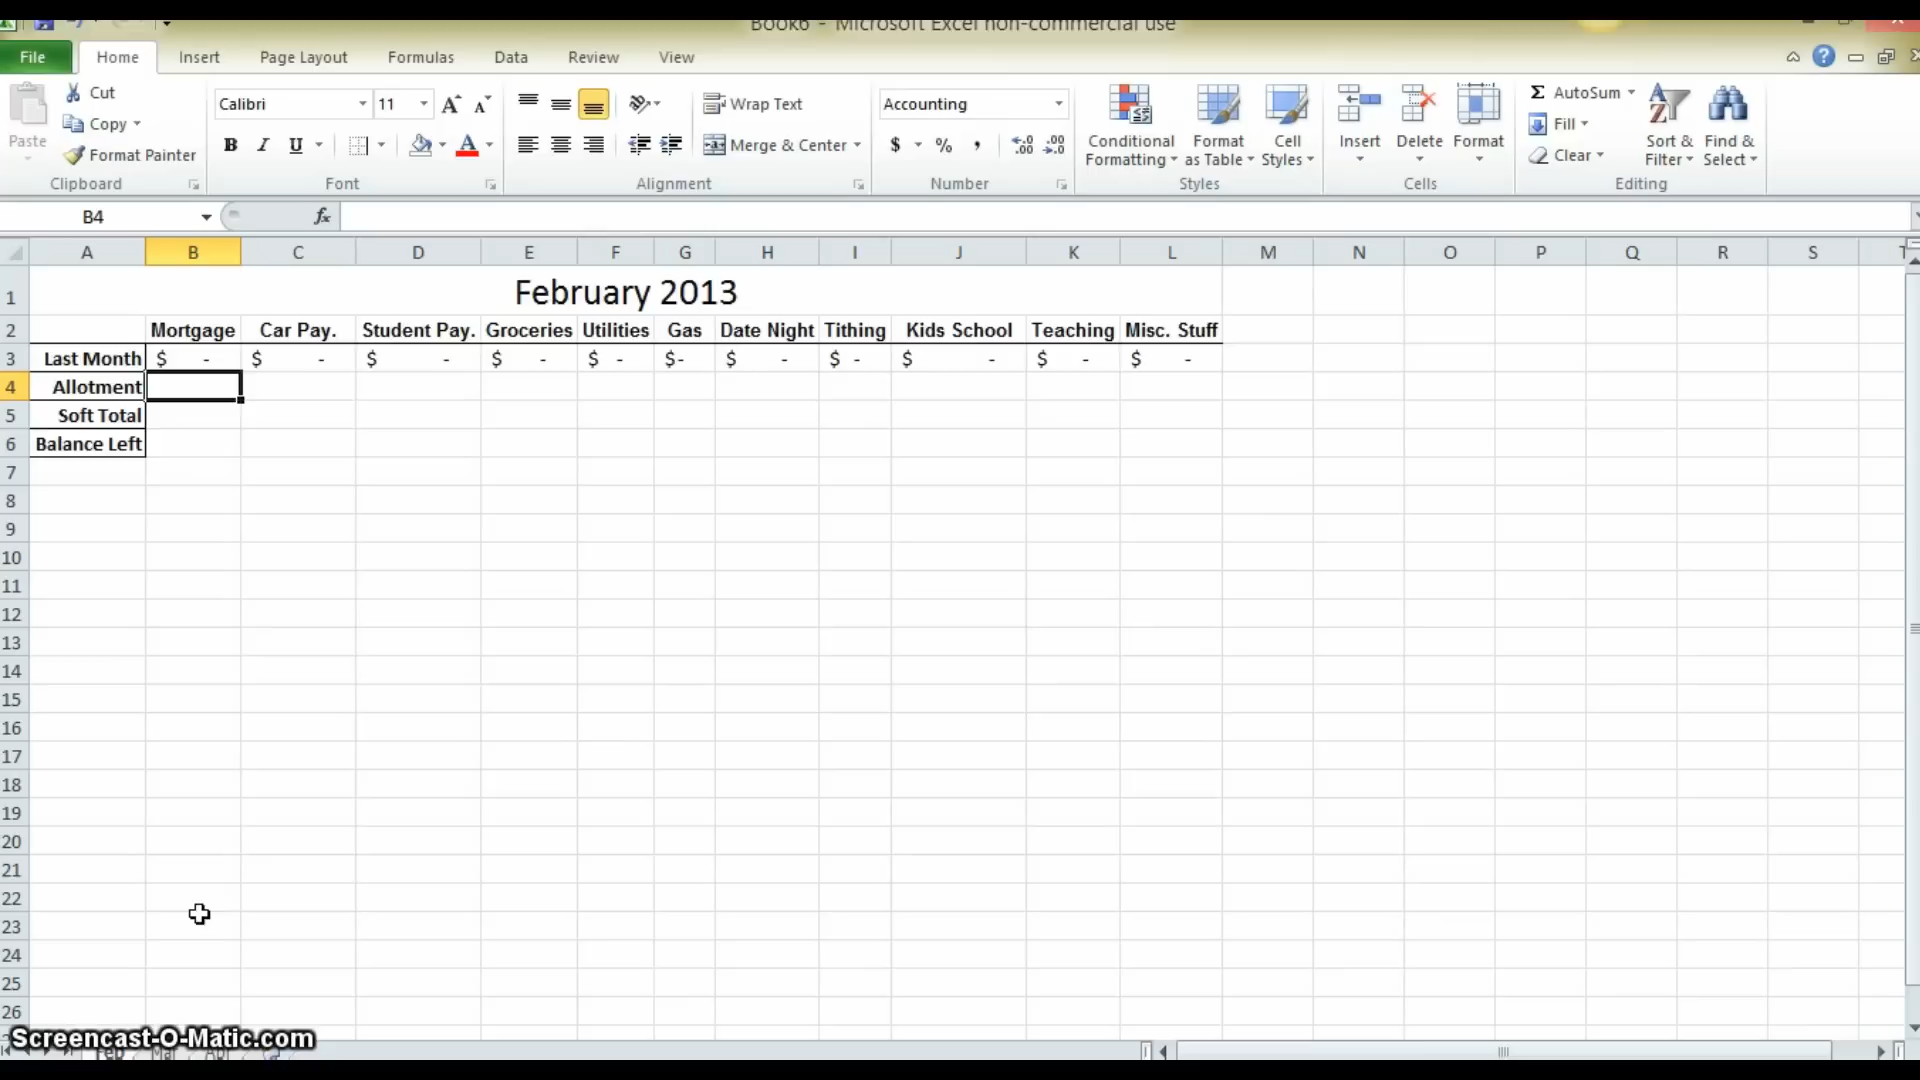 Book6 - Microsoft Excel non-commercial use
File Home Insert Page Layout Formulas Data Review View
Paste
Cut
Copy
Format Painter
Clipboard
Calibri 11
B I U A
Font
Wrap Text
Merge & Center
Alignment
Accounting
$ % ,
Number
Conditional Formatting
Format as Table
Cell Styles
Styles
Insert Delete Format
Cells
AutoSum
Fill
Clear
Sort & Filter
Find & Select
Editing
B4 fx
A B C D E F G H I J K L M N O P Q R S T
1 February 2013
2 Mortgage Car Pay. Student Pay. Groceries Utilities Gas Date Night Tithing Kids School Teaching Misc. Stuff
3 Last Month $ - $ - $ - $ - $ - $- $ - $ - $ - $ - $ -
4 Allotment
5 Soft Total
6 Balance Left
7
8
9
10
11
12
13
14
15
16
17
18
19
20
21
22
23
24
25
26
Screencast-O-Matic.com
Feb Mar Apr